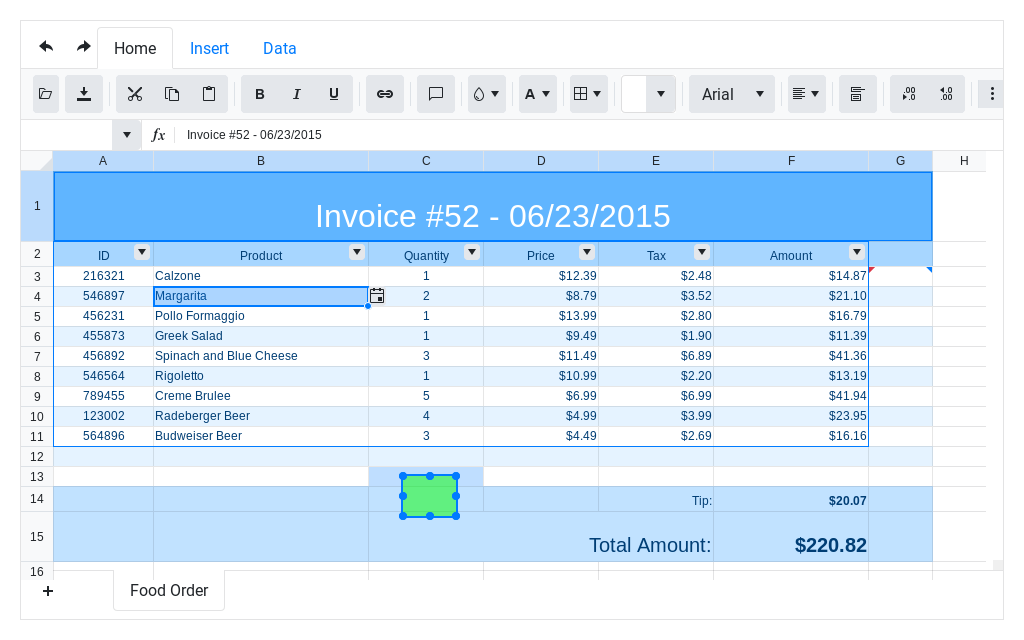 Home Insert Data
B I U A Arial .00 .0 .0 .00
fx Invoice #52 - 06/23/2015
A B C D E F G H
1 Invoice #52 - 06/23/2015
2 ID Product Quantity Price Tax Amount
3 216321 Calzone 1 $12.39 $2.48 $14.87
4 546897 Margarita 2 $8.79 $3.52 $21.10
5 456231 Pollo Formaggio 1 $13.99 $2.80 $16.79
6 455873 Greek Salad 1 $9.49 $1.90 $11.39
7 456892 Spinach and Blue Cheese 3 $11.49 $6.89 $41.36
8 546564 Rigoletto 1 $10.99 $2.20 $13.19
9 789455 Creme Brulee 5 $6.99 $6.99 $41.94
10 123002 Radeberger Beer 4 $4.99 $3.99 $23.95
11 564896 Budweiser Beer 3 $4.49 $2.69 $16.16
12
13
14 Tip: $20.07
15 Total Amount: $220.82
16
+ Food Order